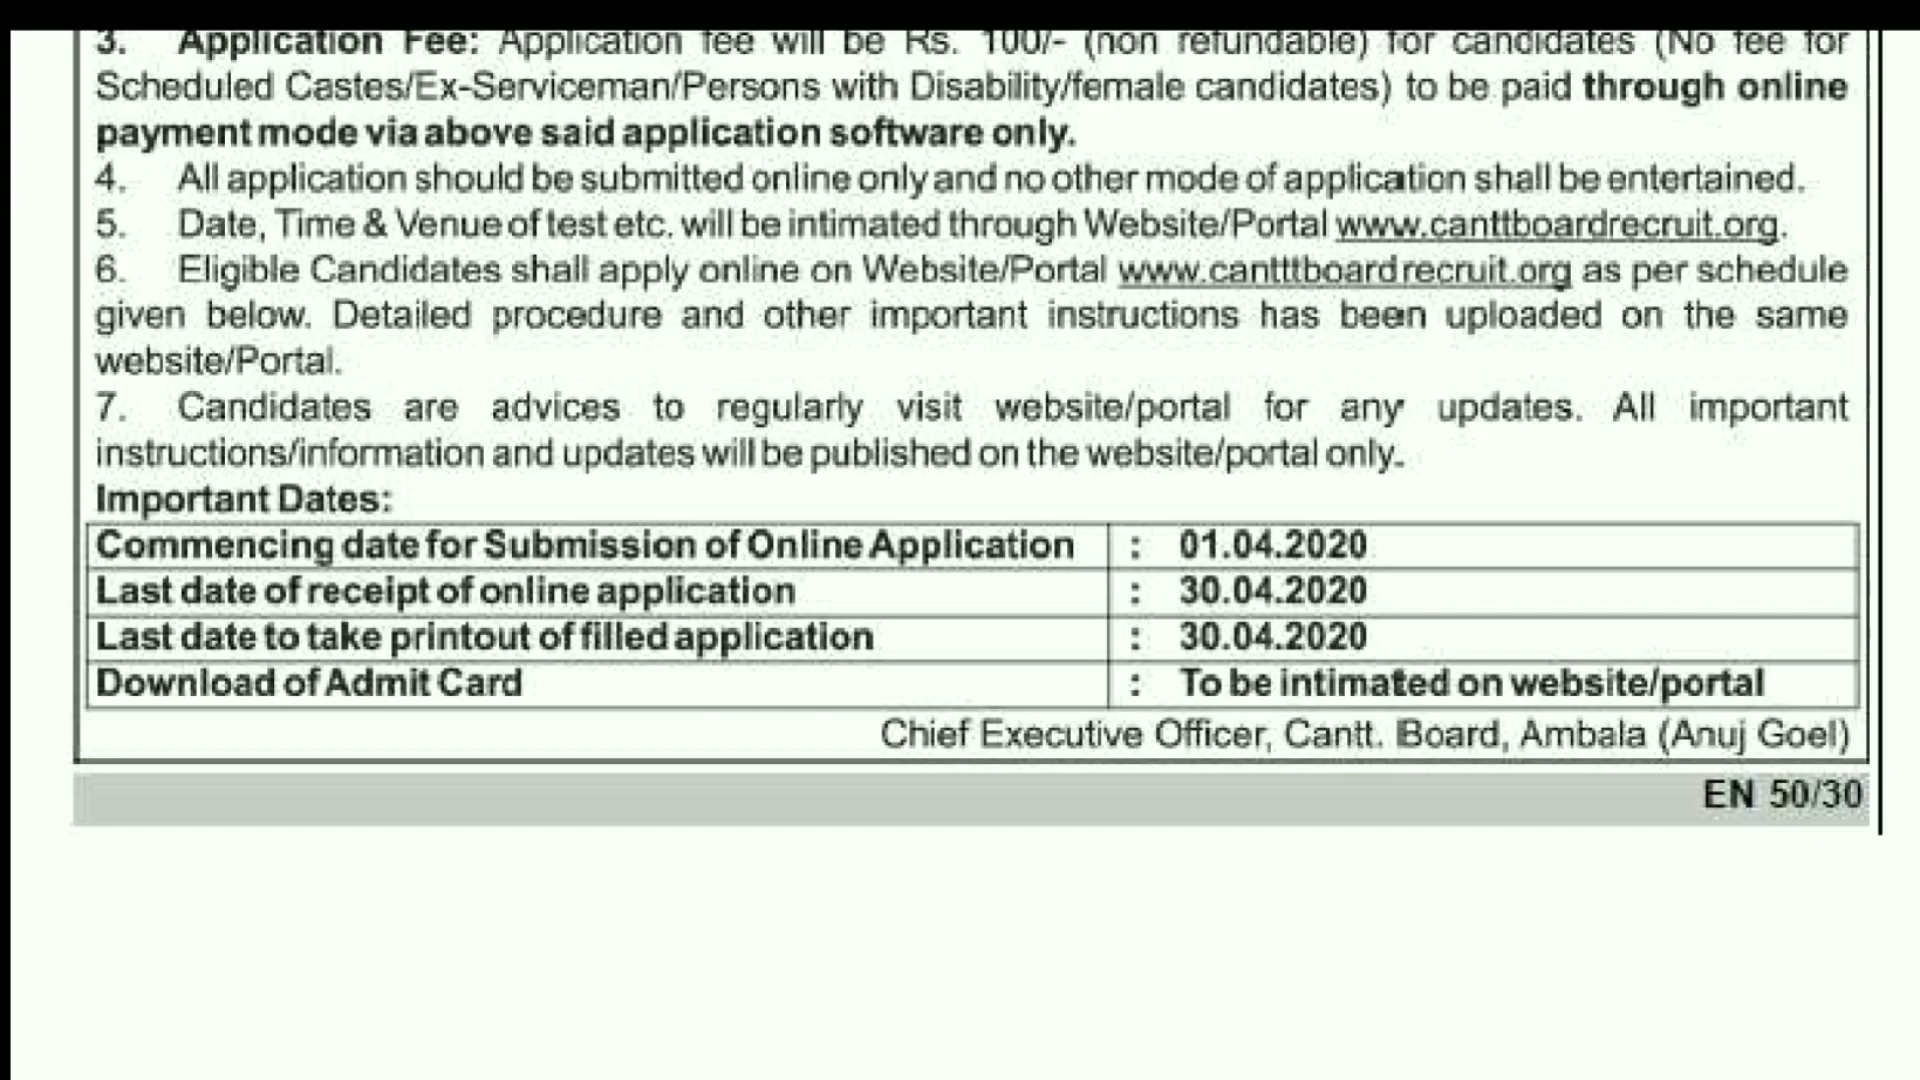 3. Application Fee: Application fee will be Rs. 100/- (non refundable) for candidates (No fee for
Scheduled Castes/Ex-Serviceman/Persons with Disability/female candidates) to be paid through online
payment mode via above said application software only.
4. All application should be submitted online only and no other mode of application shall be entertained.
5. Date, Time & Venue of test etc. will be intimated through Website/Portal www.canttboardrecruit.org.
6. Eligible Candidates shall apply online on Website/Portal www.cantttboardrecruit.org as per schedule
given below. Detailed procedure and other important instructions has been uploaded on the same
website/Portal.
7. Candidates are advices to regularly visit website/portal for any updates. All important
instructions/information and updates will be published on the website/portal only.
Important Dates:
Commencing date for Submission of Online Application : 01.04.2020
Last date of receipt of online application : 30.04.2020
Last date to take printout of filled application : 30.04.2020
Download of Admit Card : To be intimated on website/portal
Chief Executive Officer, Cantt. Board, Ambala (Anuj Goel)
EN 50/30